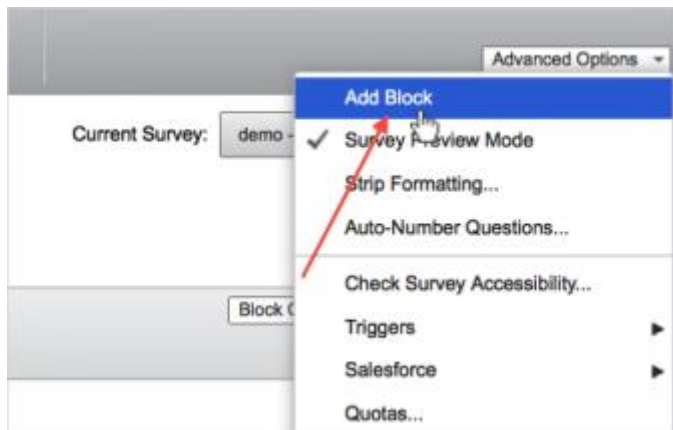 Advanced Options
Add Block
Current Survey: demo -
Survey Preview Mode
Strip Formatting...
Auto-Number Questions...
Check Survey Accessibility...
Block
Triggers
Salesforce
Quotas...